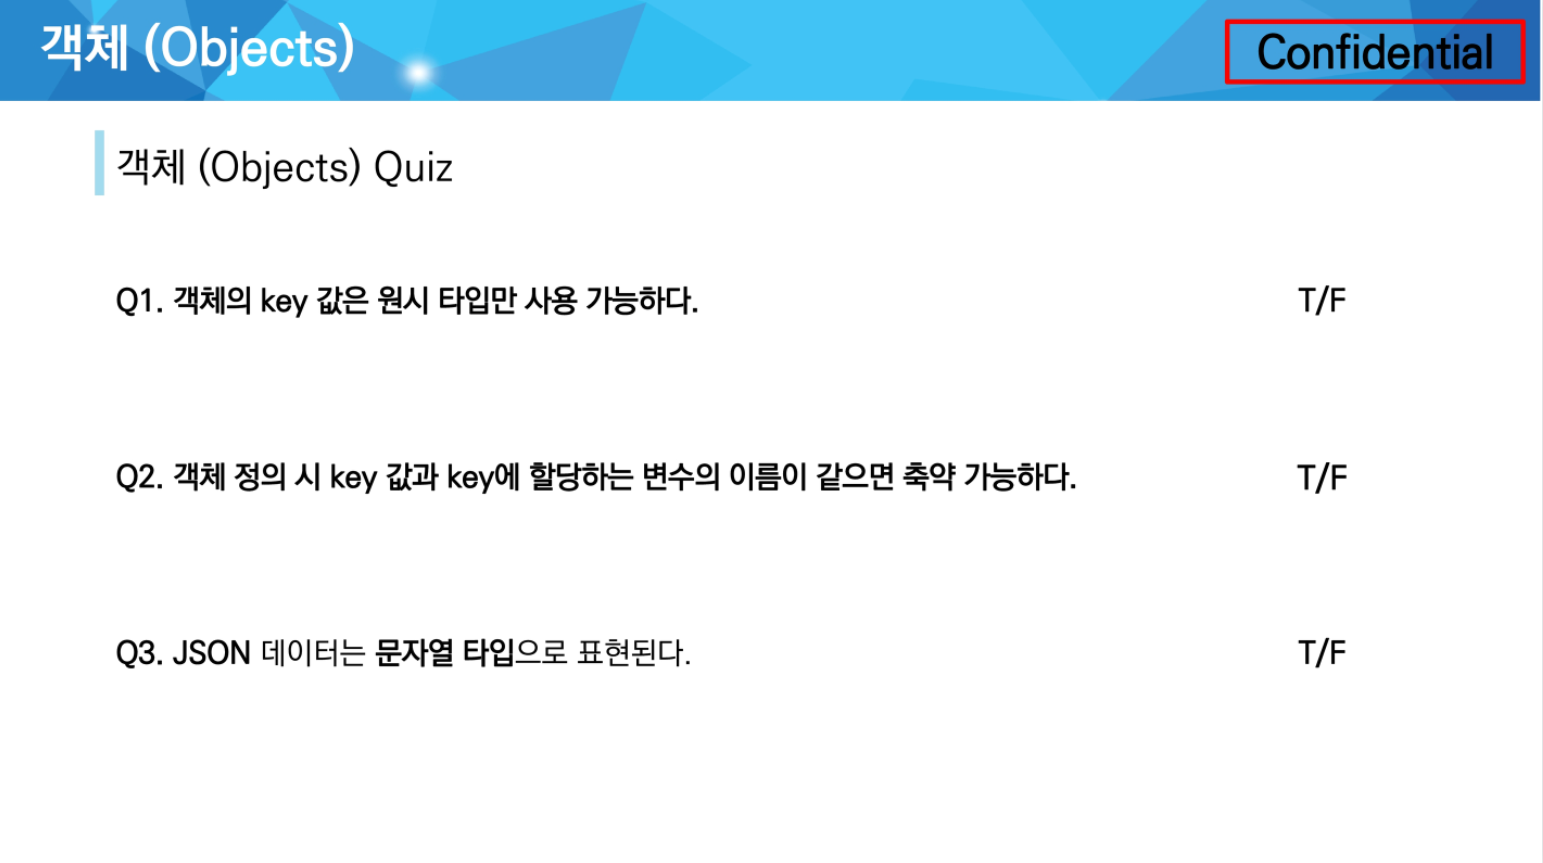 객체 (Objects)
Confidential
객체 (Objects) Quiz
Q1. 객체의 key 값은 원시 타입만 사용 가능하다. T/F
Q2. 객체 정의 시 key 값과 key에 할당하는 변수의 이름이 같으면 축약 가능하다. T/F
Q3. JSON 데이터는 문자열 타입으로 표현된다. T/F